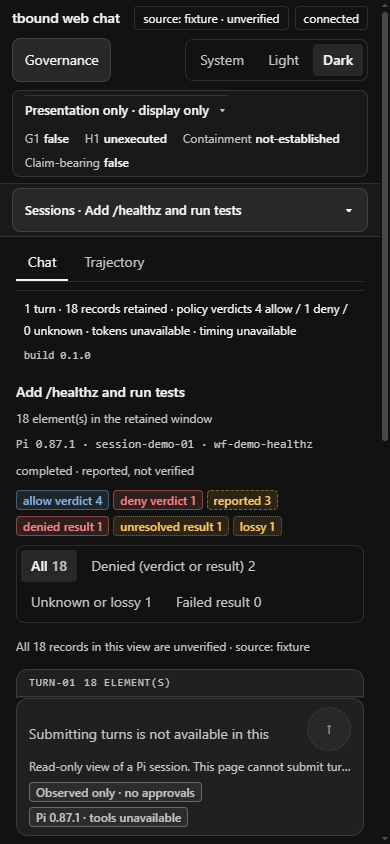 tbound web chat
source: fixture · unverified
connected
Governance
System
Light
Dark
Presentation only · display only
G1 false H1 unexecuted Containment not-established
Claim-bearing false
Sessions · Add /healthz and run tests
Chat
Trajectory
1 turn · 18 records retained · policy verdicts 4 allow / 1 deny /
0 unknown · tokens unavailable · timing unavailable
build 0.1.0
Add /healthz and run tests
18 element(s) in the retained window
Pi 0.87.1 · session-demo-01 · wf-demo-healthz
completed · reported, not verified
allow verdict 4
deny verdict 1
reported 3
denied result 1
unresolved result 1
lossy 1
All 18
Denied (verdict or result) 2
Unknown or lossy 1
Failed result 0
All 18 records in this view are unverified · source: fixture
TURN-01 18 ELEMENT(S)
Submitting turns is not available in this
↑
Read-only view of a Pi session. This page cannot submit tur...
Observed only · no approvals
Pi 0.87.1 · tools unavailable